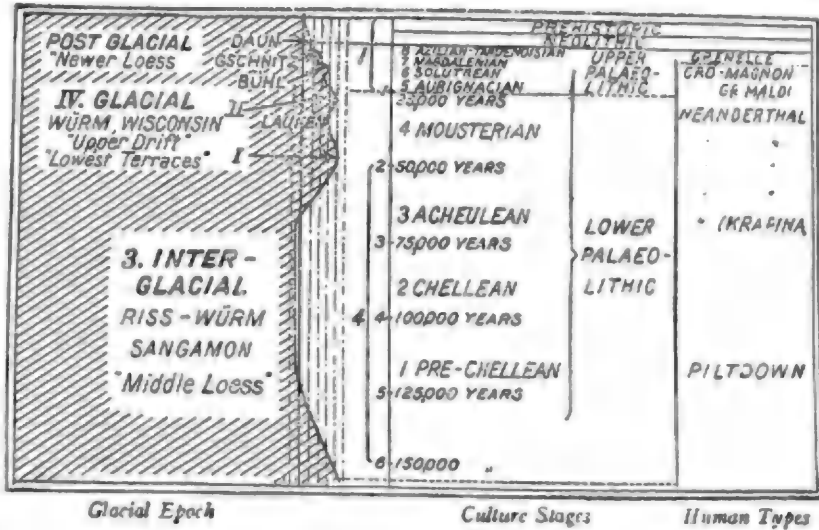 PREHISTORIC
NEOLITHIC
POST GLACIAL
"Newer Loess
DAUN
GSCHNIT
BÜHL
IV. GLACIAL
WÜRM, WISCONSIN
"Upper Drift"
"Lowest Terraces"
II
LAUFEN
I
3. INTER-
GLACIAL
RISS-WÜRM
SANGAMON
"Middle Loess"
1
8 AZILIAN-TARDENOISIAN
7 MAGDALENIAN
6 SOLUTREAN
5 AURIGNACIAN
1 25,000 YEARS
4 MOUSTERIAN
2-50,000 YEARS
3 ACHEULEAN
3-75,000 YEARS
2 CHELLEAN
4
4-100,000 YEARS
1 PRE-CHELLEAN
5-125,000 YEARS
6-150,000 "
UPPER
PALAEO-
LITHIC
LOWER
PALAEO-
LITHIC
GRENELLE
CRO-MAGNON
GRIMALDI
NEANDERTHAL
" (KRAPINA
PILTDOWN
Glacial Epoch
Culture Stages
Human Types